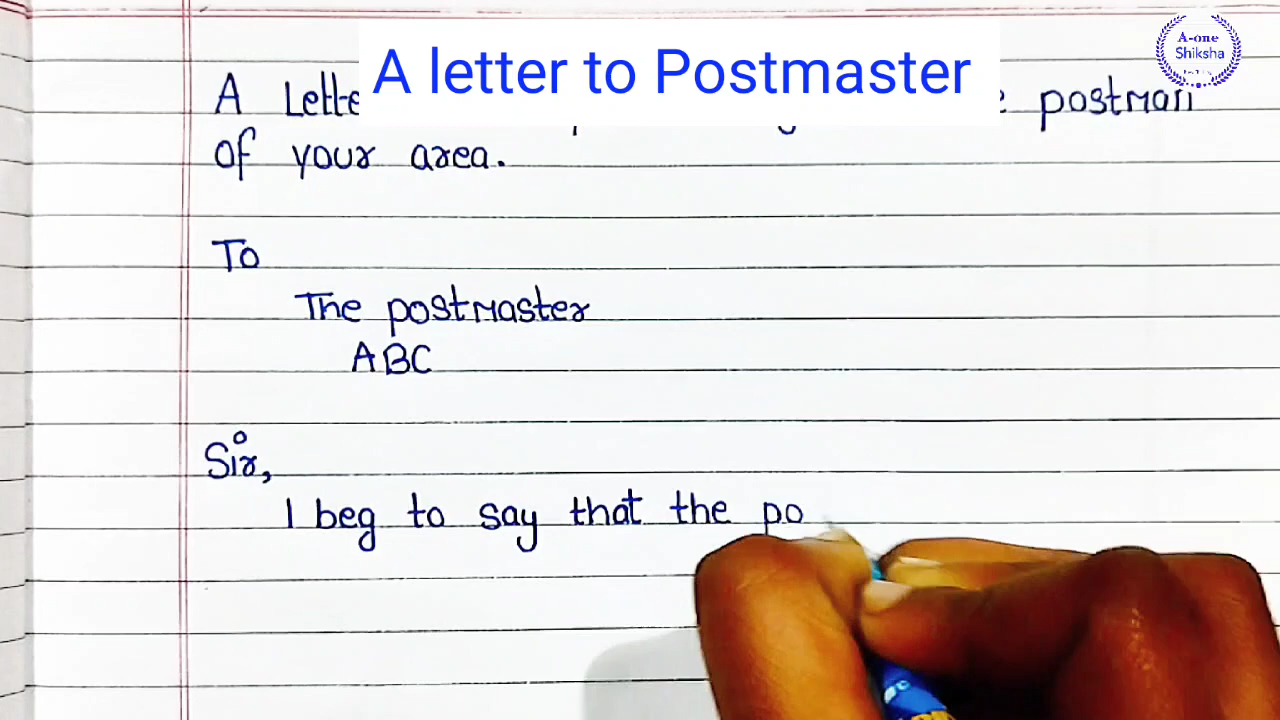 A letter to Postmaster
A-one
Shiksha
A Lette postman
of your area.
To
The postmaster
ABC
Sir,
I beg to say that the po